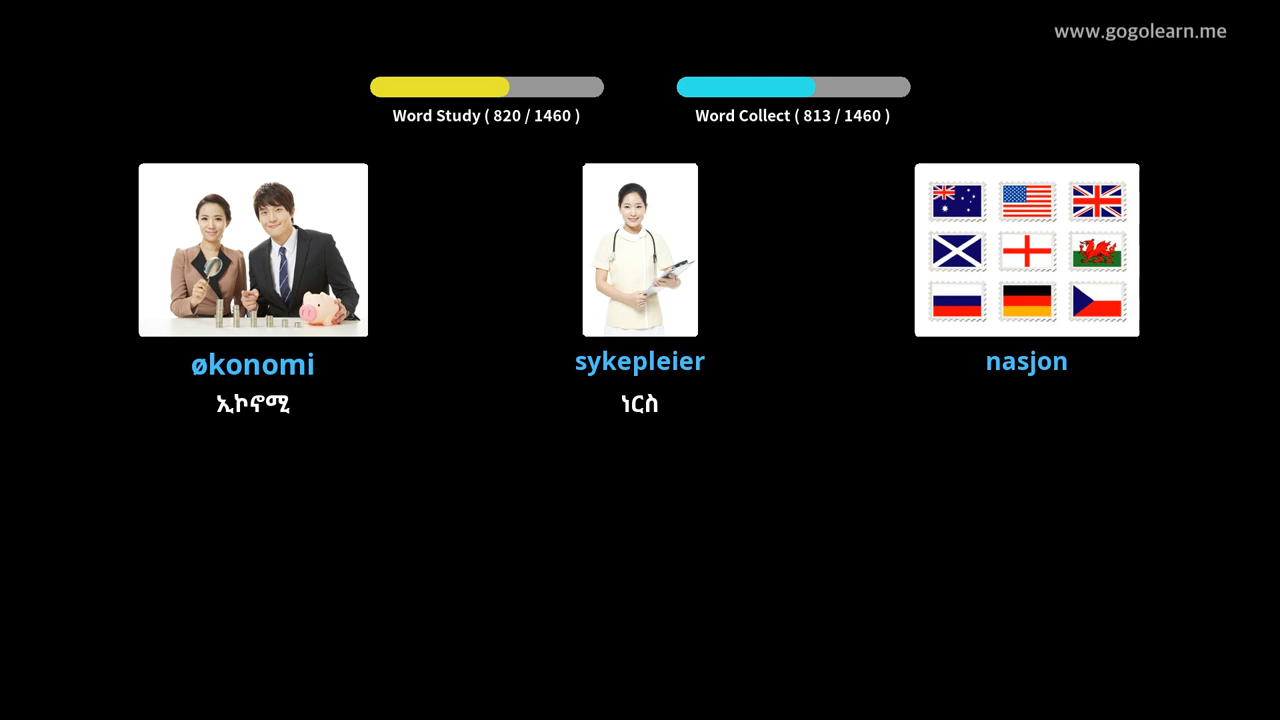 www.gogolearn.me
Word Study ( 820 / 1460 )
Word Collect ( 813 / 1460 )
økonomi
ኢኮኖሚ
sykepleier
ነርስ
nasjon